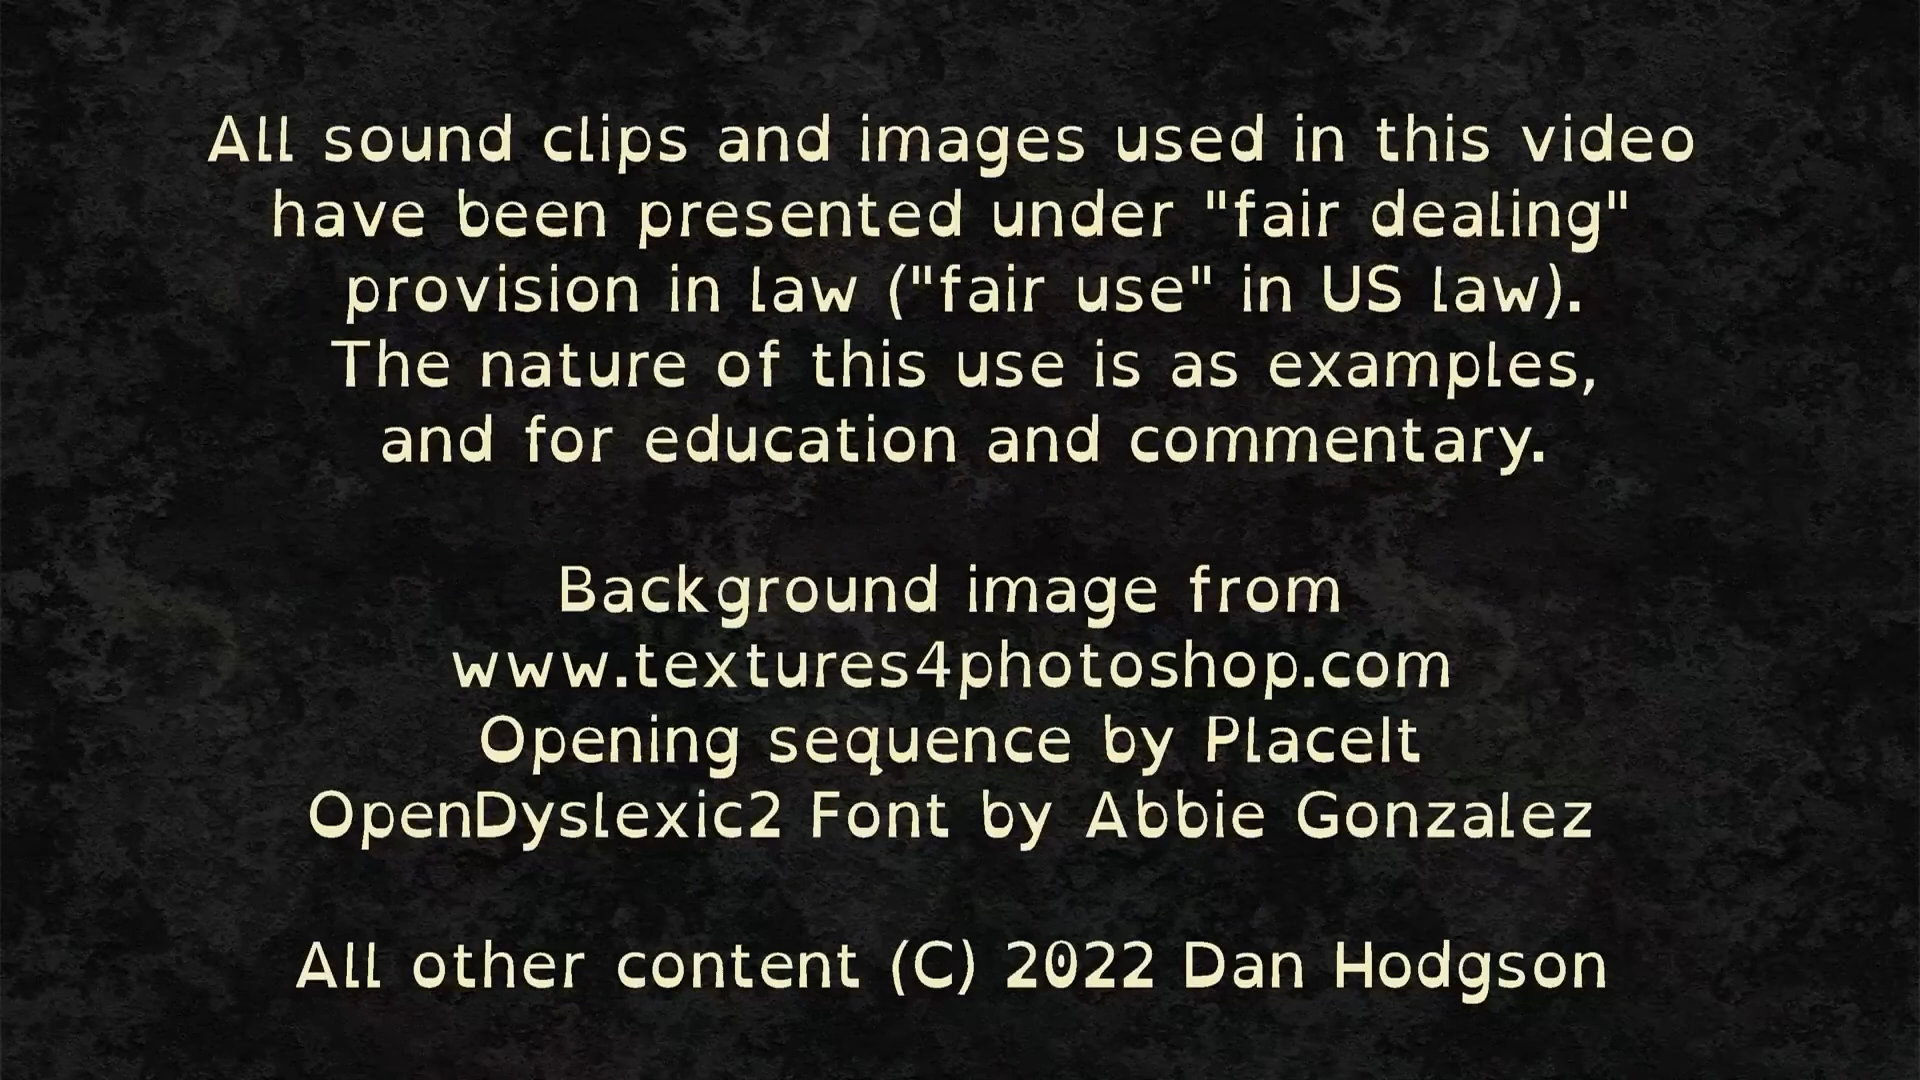 All sound clips and images used in this video
have been presented under "fair dealing"
provision in law ("fair use" in US law).
The nature of this use is as examples,
and for education and commentary.
Background image from
www.textures4photoshop.com
Opening sequence by PlaceIt
OpenDyslexic2 Font by Abbie Gonzalez
All other content (C) 2022 Dan Hodgson